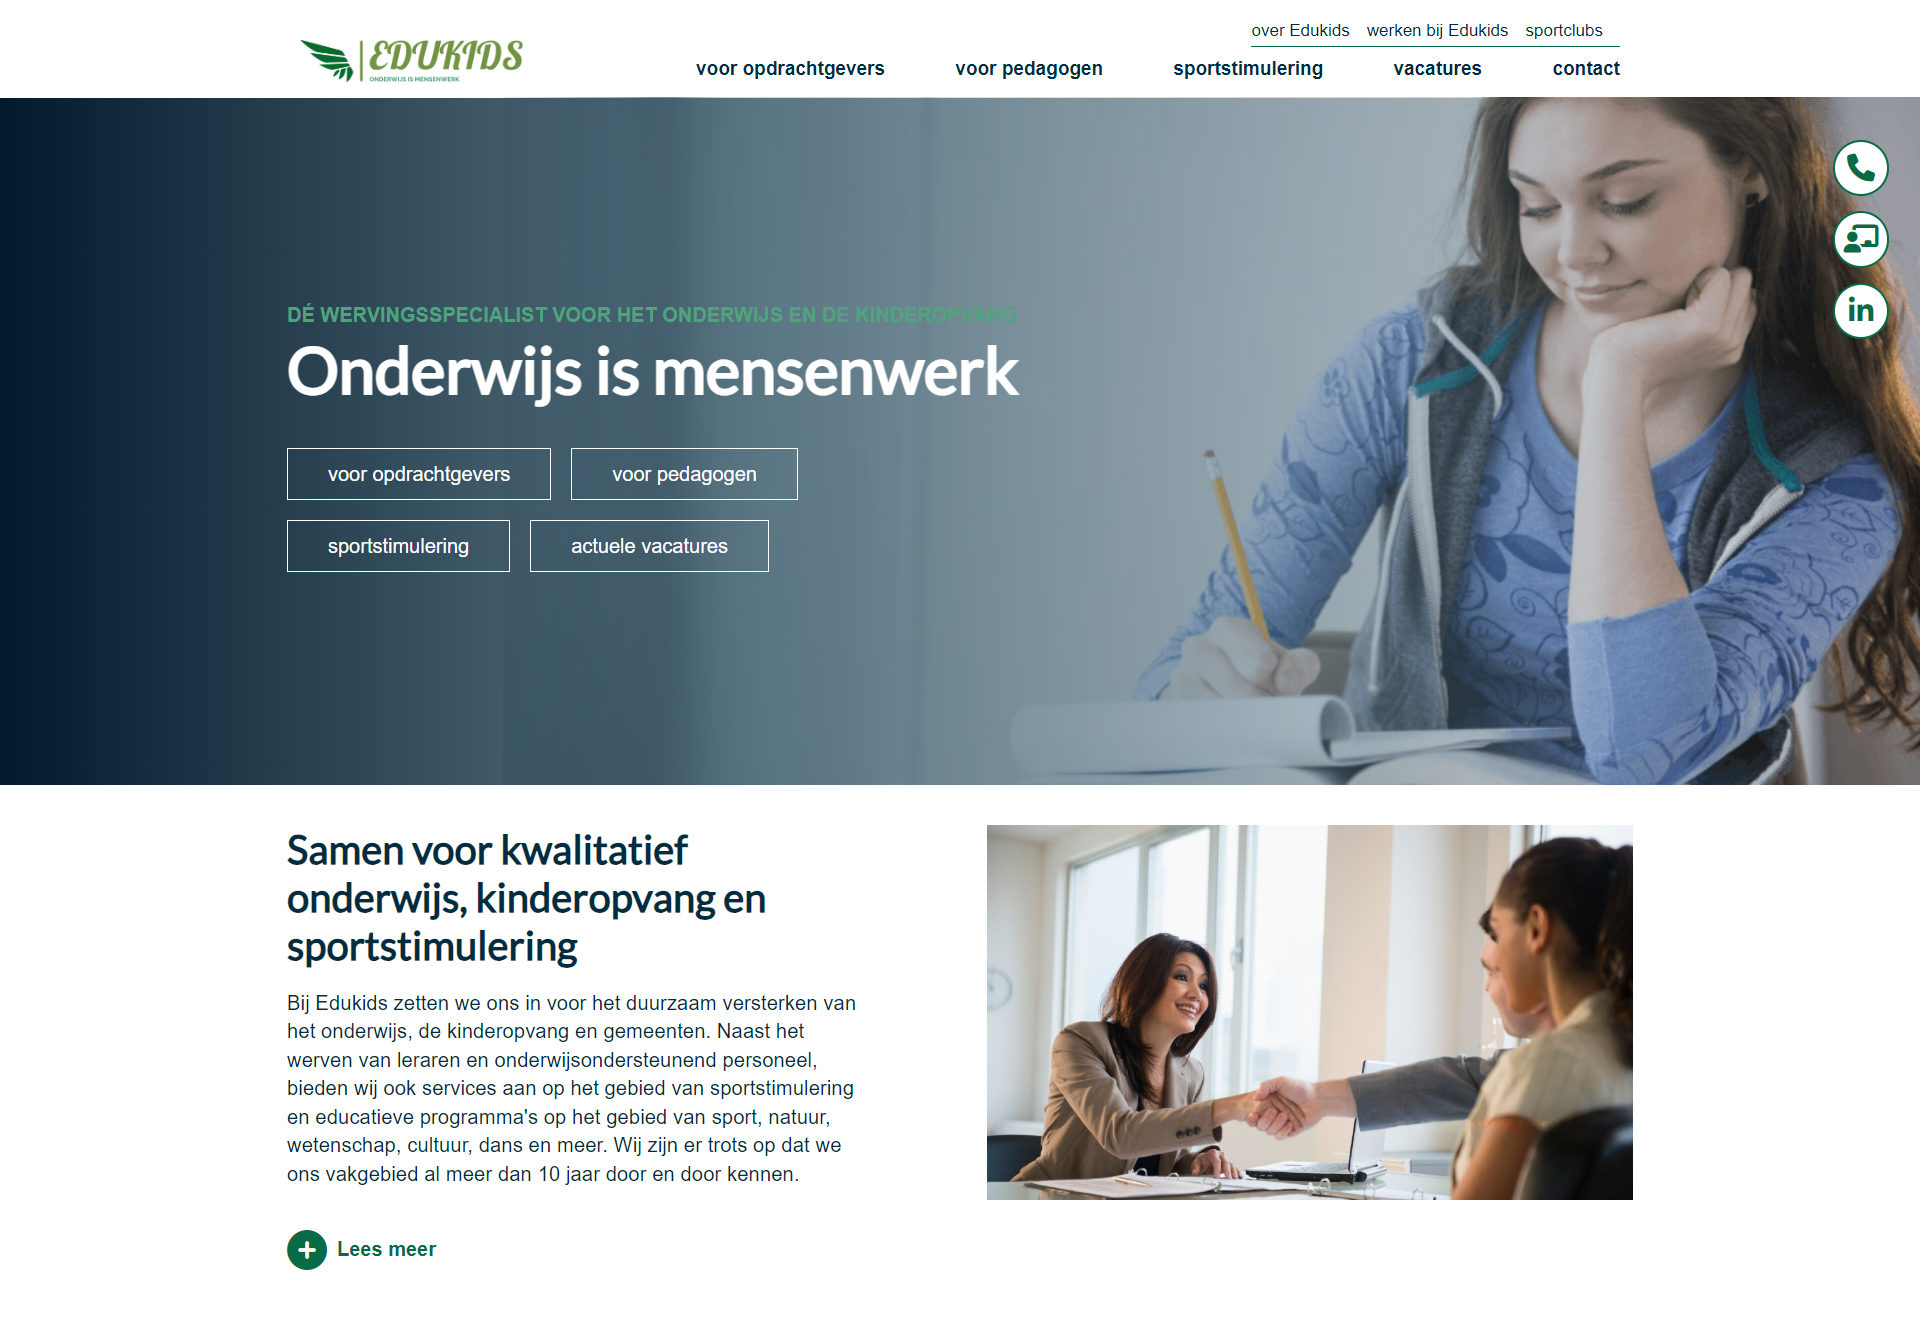 over Edukids werken bij Edukids sportclubs
EDUKIDS
ONDERWIJS IS MENSENWERK
voor opdrachtgevers voor pedagogen sportstimulering vacatures contact
DÉ WERVINGSSPECIALIST VOOR HET ONDERWIJS EN DE KINDEROPVANG
Onderwijs is mensenwerk
voor opdrachtgevers voor pedagogen
sportstimulering actuele vacatures
in
Samen voor kwalitatief
onderwijs, kinderopvang en
sportstimulering
Bij Edukids zetten we ons in voor het duurzaam versterken van
het onderwijs, de kinderopvang en gemeenten. Naast het
werven van leraren en onderwijsondersteunend personeel,
bieden wij ook services aan op het gebied van sportstimulering
en educatieve programma's op het gebied van sport, natuur,
wetenschap, cultuur, dans en meer. Wij zijn er trots op dat we
ons vakgebied al meer dan 10 jaar door en door kennen.
Lees meer